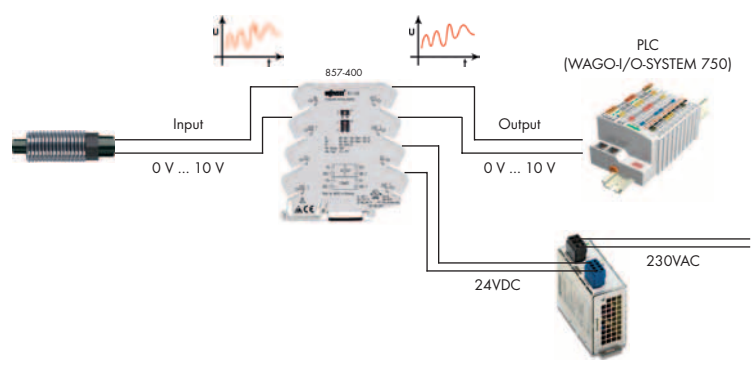 u
t
u
t
857-400
PLC
(WAGO-I/O-SYSTEM 750)
Input
Output
0 V ... 10 V
0 V ... 10 V
24VDC
230VAC